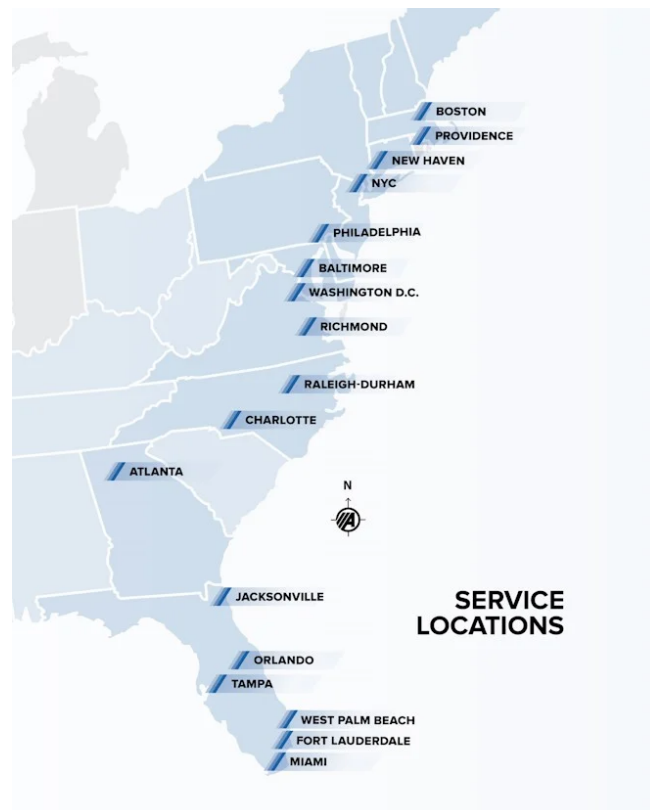 BOSTON
PROVIDENCE
NEW HAVEN
NYC
PHILADELPHIA
BALTIMORE
WASHINGTON D.C.
RICHMOND
RALEIGH-DURHAM
CHARLOTTE
ATLANTA
N
A
JACKSONVILLE
SERVICE
LOCATIONS
ORLANDO
TAMPA
WEST PALM BEACH
FORT LAUDERDALE
MIAMI